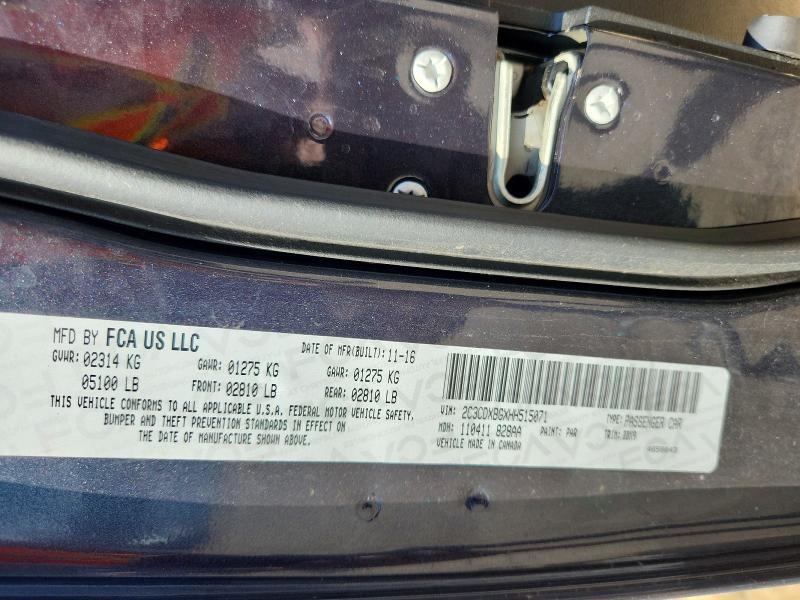 MFD BY FCA US LLC
DATE OF MFR(BUILT): 11-16
GVWR: 02314 KG GAWR: 01275 KG GAWR: 01275 KG
05100 LB FRONT: 02810 LB REAR: 02810 LB
THIS VEHICLE CONFORMS TO ALL APPLICABLE U.S.A. FEDERAL MOTOR VEHICLE SAFETY,
BUMPER AND THEFT PREVENTION STANDARDS IN EFFECT ON
THE DATE OF MANUFACTURE SHOWN ABOVE.
VIN: 2C3CDXBGXHH515071 TYPE: PASSENGER CAR
MDH: 110411 828AA PAINT: PAR TRIM:
VEHICLE MADE IN CANADA